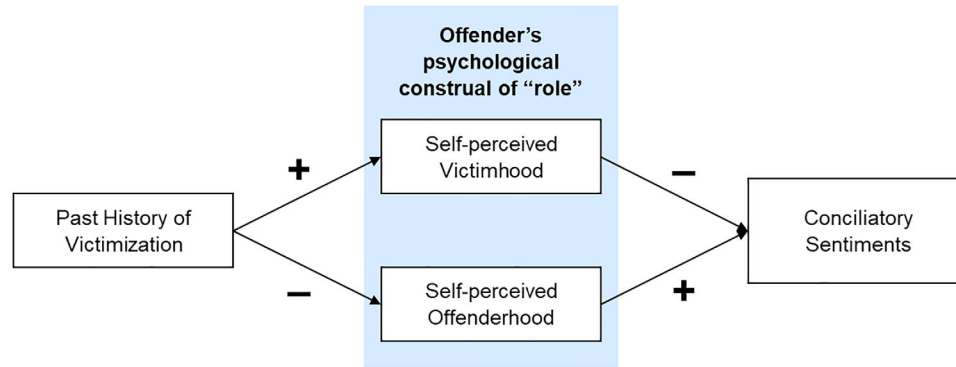 Offender’s
psychological
construal of “role”
+
Self-perceived
Victimhood
−
Past History of
Victimization
Conciliatory
Sentiments
−
Self-perceived
Offenderhood
+